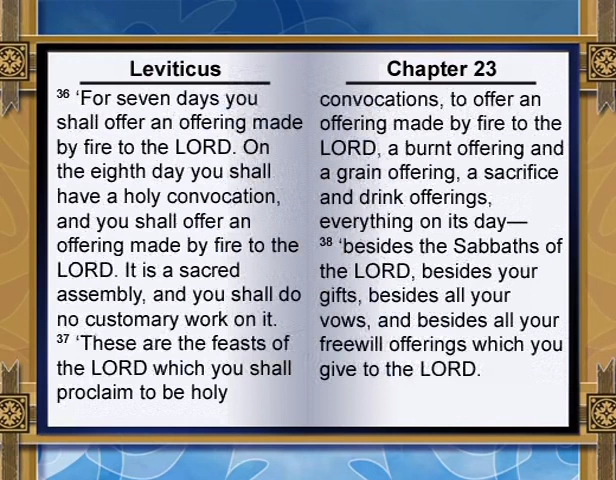 Leviticus
³⁶ ‘For seven days you
shall offer an offering made
by fire to the LORD. On
the eighth day you shall
have a holy convocation,
and you shall offer an
offering made by fire to the
LORD. It is a sacred
assembly, and you shall do
no customary work on it.
³⁷ ‘These are the feasts of
the LORD which you shall
proclaim to be holy
Chapter 23
convocations, to offer an
offering made by fire to the
LORD, a burnt offering and
a grain offering, a sacrifice
and drink offerings,
everything on its day—
³⁸ ‘besides the Sabbaths of
the LORD, besides your
gifts, besides all your
vows, and besides all your
freewill offerings which you
give to the LORD.